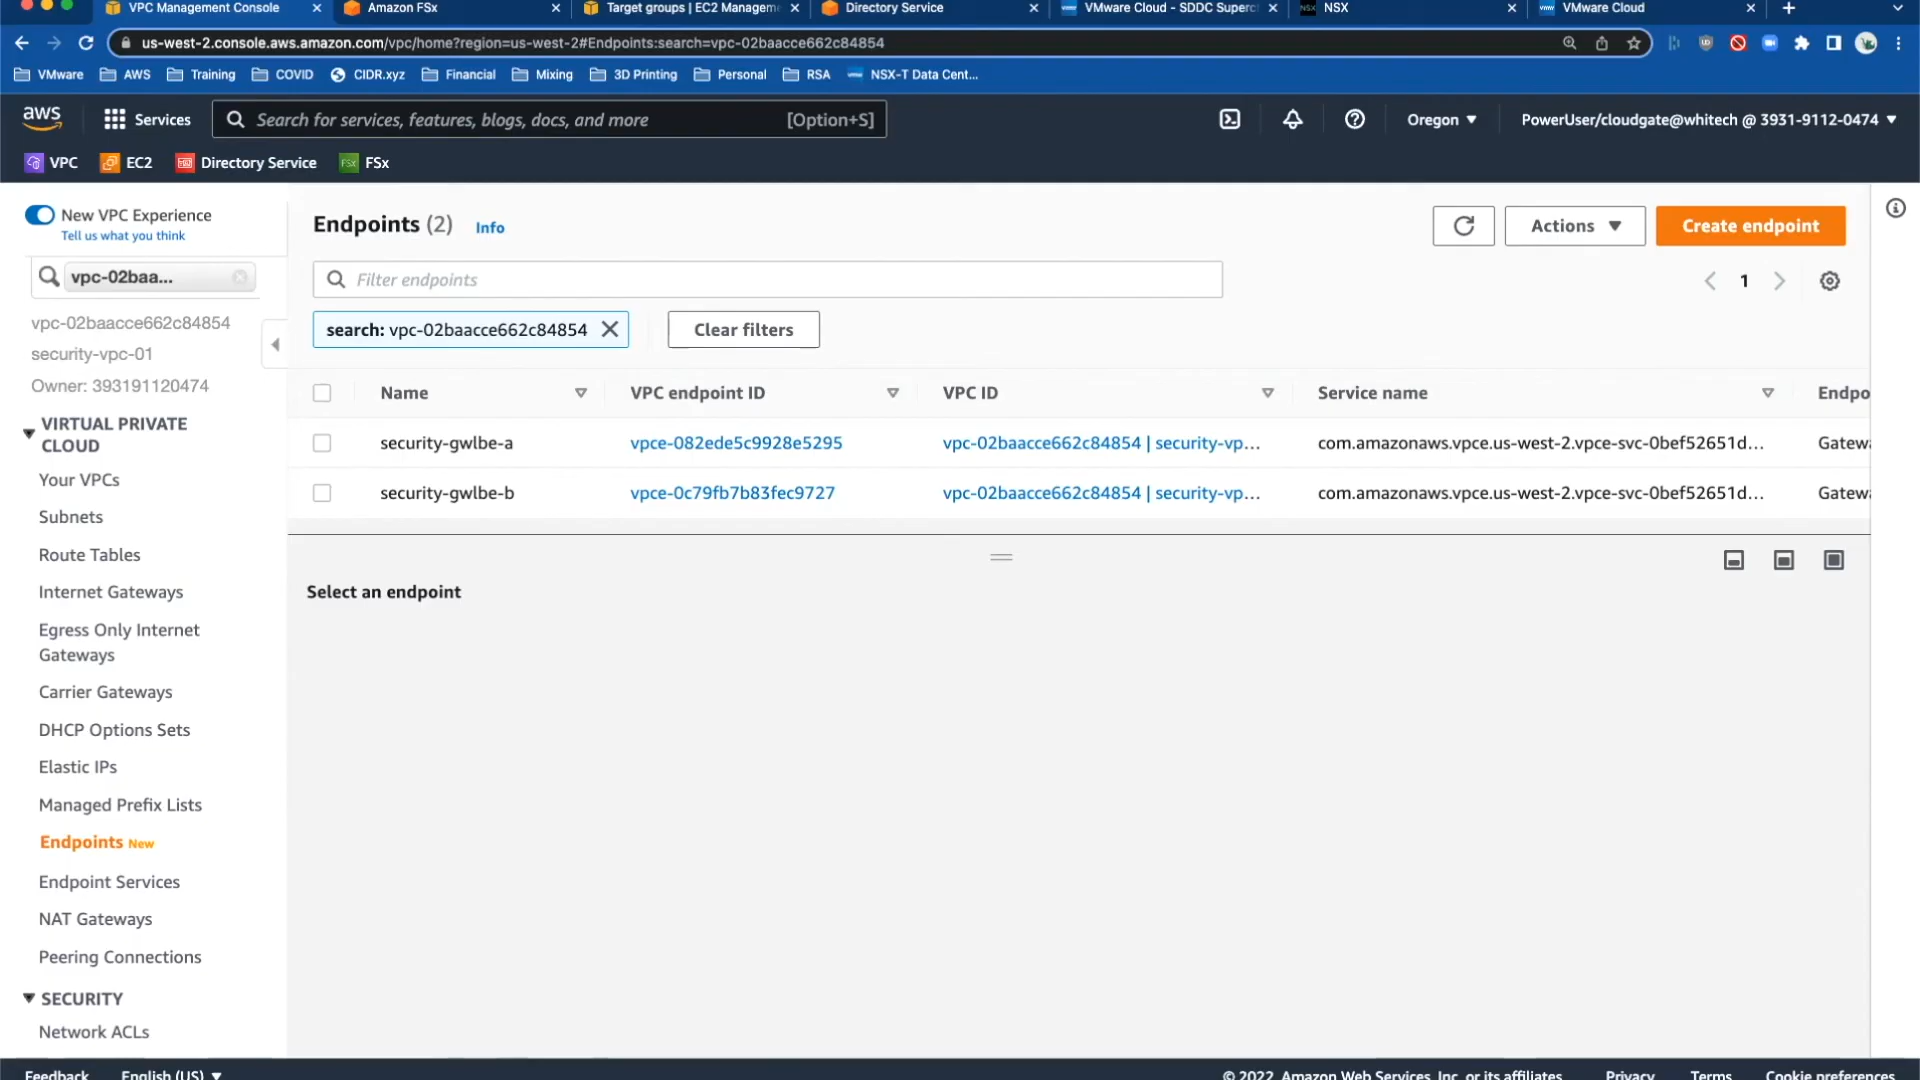 VPC Management Console
Amazon FSx
Target groups | EC2 Managem
Directory Service
VMware Cloud - SDDC Superc
NSX
VMware Cloud
us-west-2.console.aws.amazon.com/vpc/home?region=us-west-2#Endpoints:search=vpc-02baacce662c84854
VMware
AWS
Training
COVID
CIDR.xyz
Financial
Mixing
3D Printing
Personal
RSA
NSX-T Data Cent...
aws
Services
Search for services, features, blogs, docs, and more
[Option+S]
Oregon
PowerUser/cloudgate@whitech @ 3931-9112-0474
VPC
EC2
Directory Service
FSx
New VPC Experience
Tell us what you think
vpc-02baa...
vpc-02baacce662c84854
security-vpc-01
Owner: 393191120474
VIRTUAL PRIVATE
CLOUD
Your VPCs
Subnets
Route Tables
Internet Gateways
Egress Only Internet
Gateways
Carrier Gateways
DHCP Options Sets
Elastic IPs
Managed Prefix Lists
Endpoints New
Endpoint Services
NAT Gateways
Peering Connections
SECURITY
Network ACLs
Endpoints (2) Info
Actions
Create endpoint
Filter endpoints
1
search: vpc-02baacce662c84854
Clear filters
Name
VPC endpoint ID
VPC ID
Service name
Endpo
security-gwlbe-a
vpce-082ede5c9928e5295
vpc-02baacce662c84854 | security-vp...
com.amazonaws.vpce.us-west-2.vpce-svc-0bef52651d...
Gatewa
security-gwlbe-b
vpce-0c79fb7b83fec9727
vpc-02baacce662c84854 | security-vp...
com.amazonaws.vpce.us-west-2.vpce-svc-0bef52651d...
Gatewa
Select an endpoint
Feedback
English (US)
© 2022, Amazon Web Services, Inc. or its affiliates.
Privacy
Terms
Cookie preferences